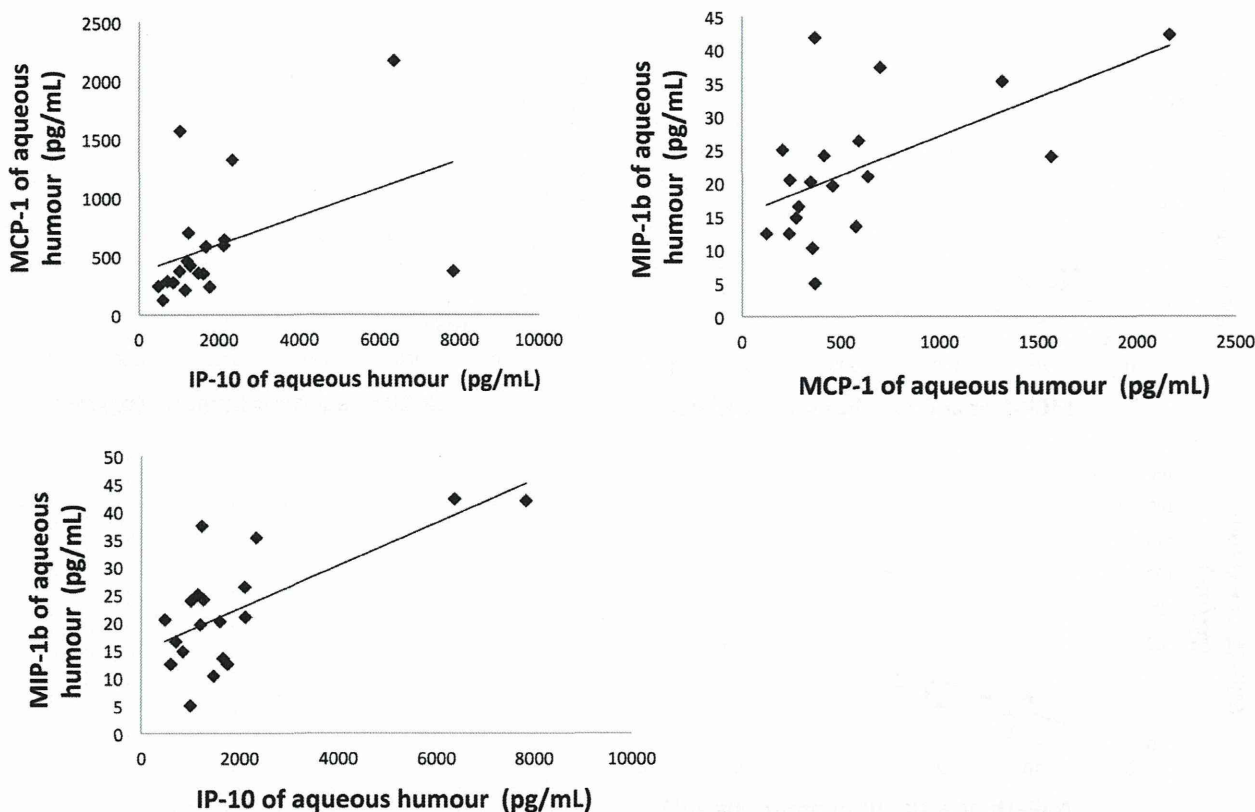 2500
2000
1500
1000
500
0
MCP-1 of aqueous
humour (pg/mL)
0 2000 4000 6000 8000 10000
IP-10 of aqueous humour (pg/mL)
45
40
35
30
25
20
15
10
5
0
MIP-1b of aqueous
humour (pg/mL)
0 500 1000 1500 2000 2500
MCP-1 of aqueous humour (pg/mL)
50
45
40
35
30
25
20
15
10
5
0
MIP-1b of aqueous
humour (pg/mL)
0 2000 4000 6000 8000 10000
IP-10 of aqueous humour (pg/mL)